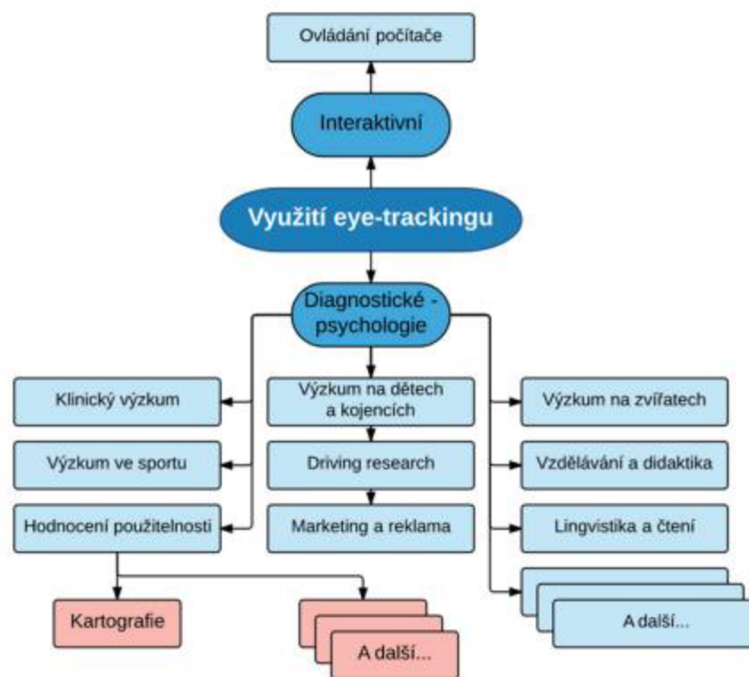 Ovládání počítače
Interaktivní
Využití eye-trackingu
Diagnostické -
psychologie
Klinický výzkum
Výzkum na dětech
a kojencích
Výzkum na zvířatech
Výzkum ve sportu
Driving research
Vzdělávání a didaktika
Hodnocení použitelnosti
Marketing a reklama
Lingvistika a čtení
Kartografie
A další...
A další...